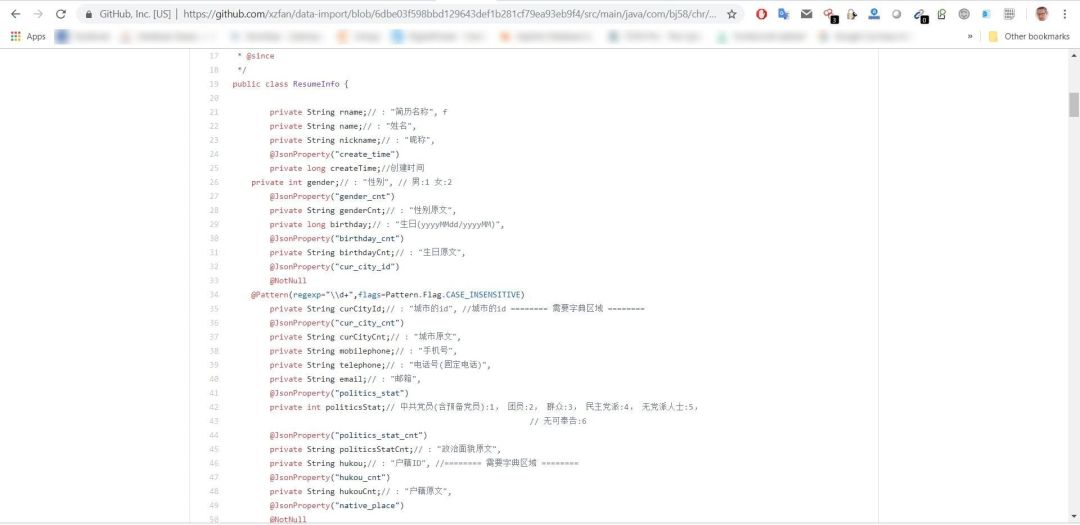 GitHub, Inc. [US] | https://github.com/xzfan/data-import/blob/6dbe03f598bbd129643def1b281cf79ea93eb9f4/src/main/java/com/bj58/chr/...
Apps
» Other bookmarks
17 * @since
18 */
19 public class ResumeInfo {
20
21 private String rname;// : "简历名称", f
22 private String name;// : "姓名",
23 private String nickname;// : "昵称",
24 @JsonProperty("create_time")
25 private long createTime;//创建时间
26 private int gender;// : "性别", // 男:1 女:2
27 @JsonProperty("gender_cnt")
28 private String genderCnt;// : "性别原文",
29 private long birthday;// : "生日(yyyyMMdd/yyyyMM)",
30 @JsonProperty("birthday_cnt")
31 private String birthdayCnt;// : "生日原文",
32 @JsonProperty("cur_city_id")
33 @NotNull
34 @Pattern(regexp="\\d+",flags=Pattern.Flag.CASE_INSENSITIVE)
35 private String curCityId;// : "城市的id", //城市的id ======== 需要字典区域 ========
36 @JsonProperty("cur_city_cnt")
37 private String curCityCnt;// : "城市原文",
38 private String mobilephone;// : "手机号",
39 private String telephone;// : "电话号(固定电话)",
40 private String email;// : "邮箱",
41 @JsonProperty("politics_stat")
42 private int politicsStat;// 中共党员(含预备党员):1, 团员:2, 群众:3, 民主党派:4, 无党派人士:5,
43 // 无可奉告:6
44 @JsonProperty("politics_stat_cnt")
45 private String politicsStatCnt;// : "政治面貌原文",
46 private String hukou;// : "户籍ID", //======== 需要字典区域 ========
47 @JsonProperty("hukou_cnt")
48 private String hukouCnt;// : "户籍原文",
49 @JsonProperty("native_place")
50 @NotNull